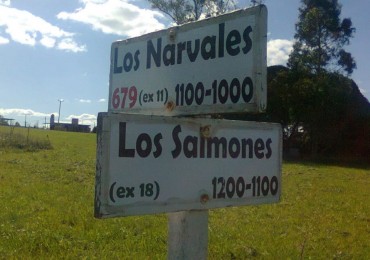 Los Narvales
679 (ex 11) 1100-1000
Los Salmones
(ex 18) 1200-1100